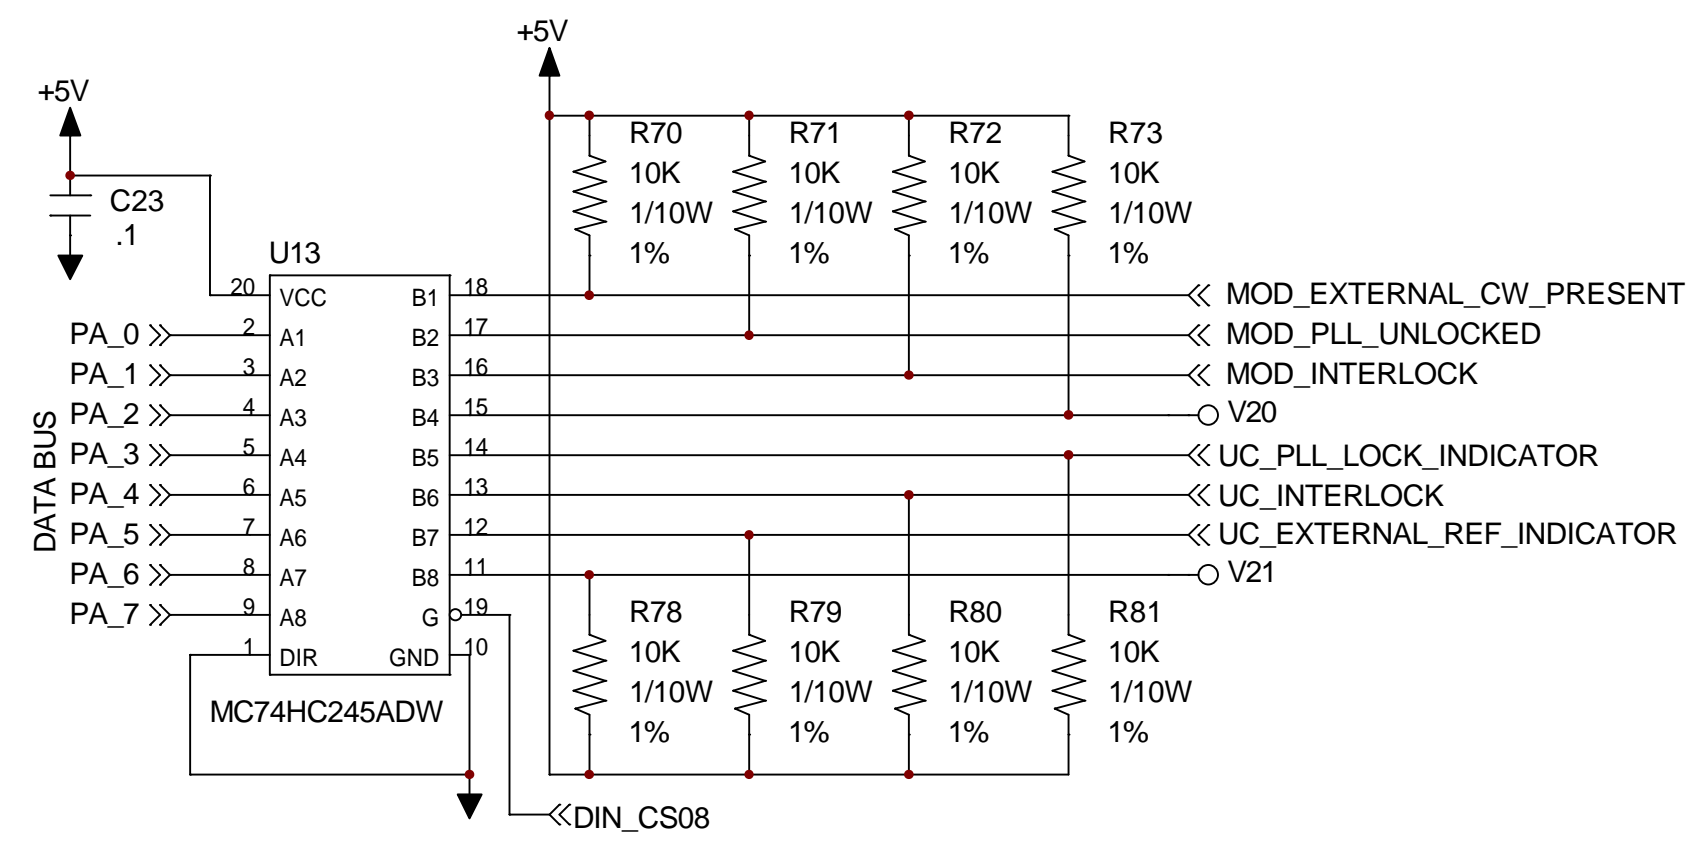 +5V
+5V
C23
.1
R70
10K
1/10W
1%
R71
10K
1/10W
1%
R72
10K
1/10W
1%
R73
10K
1/10W
1%
U13
20 VCC B1 18 MOD_EXTERNAL_CW_PRESENT
PA_0 2 A1 B2 17 MOD_PLL_UNLOCKED
PA_1 3 A2 B3 16 MOD_INTERLOCK
PA_2 4 A3 B4 15 V20
PA_3 5 A4 B5 14 UC_PLL_LOCK_INDICATOR
PA_4 6 A5 B6 13 UC_INTERLOCK
PA_5 7 A6 B7 12 UC_EXTERNAL_REF_INDICATOR
PA_6 8 A7 B8 11 V21
PA_7 9 A8 G 19
1 DIR GND 10
DATA BUS
MC74HC245ADW
R78
10K
1/10W
1%
R79
10K
1/10W
1%
R80
10K
1/10W
1%
R81
10K
1/10W
1%
DIN_CS08